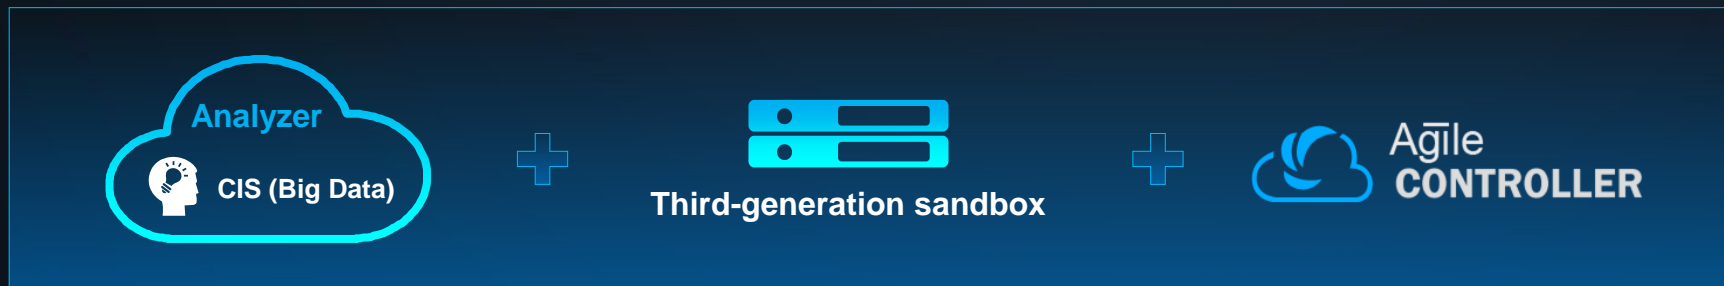 Analyzer
CIS (Big Data)
Third-generation sandbox
Agile
CONTROLLER